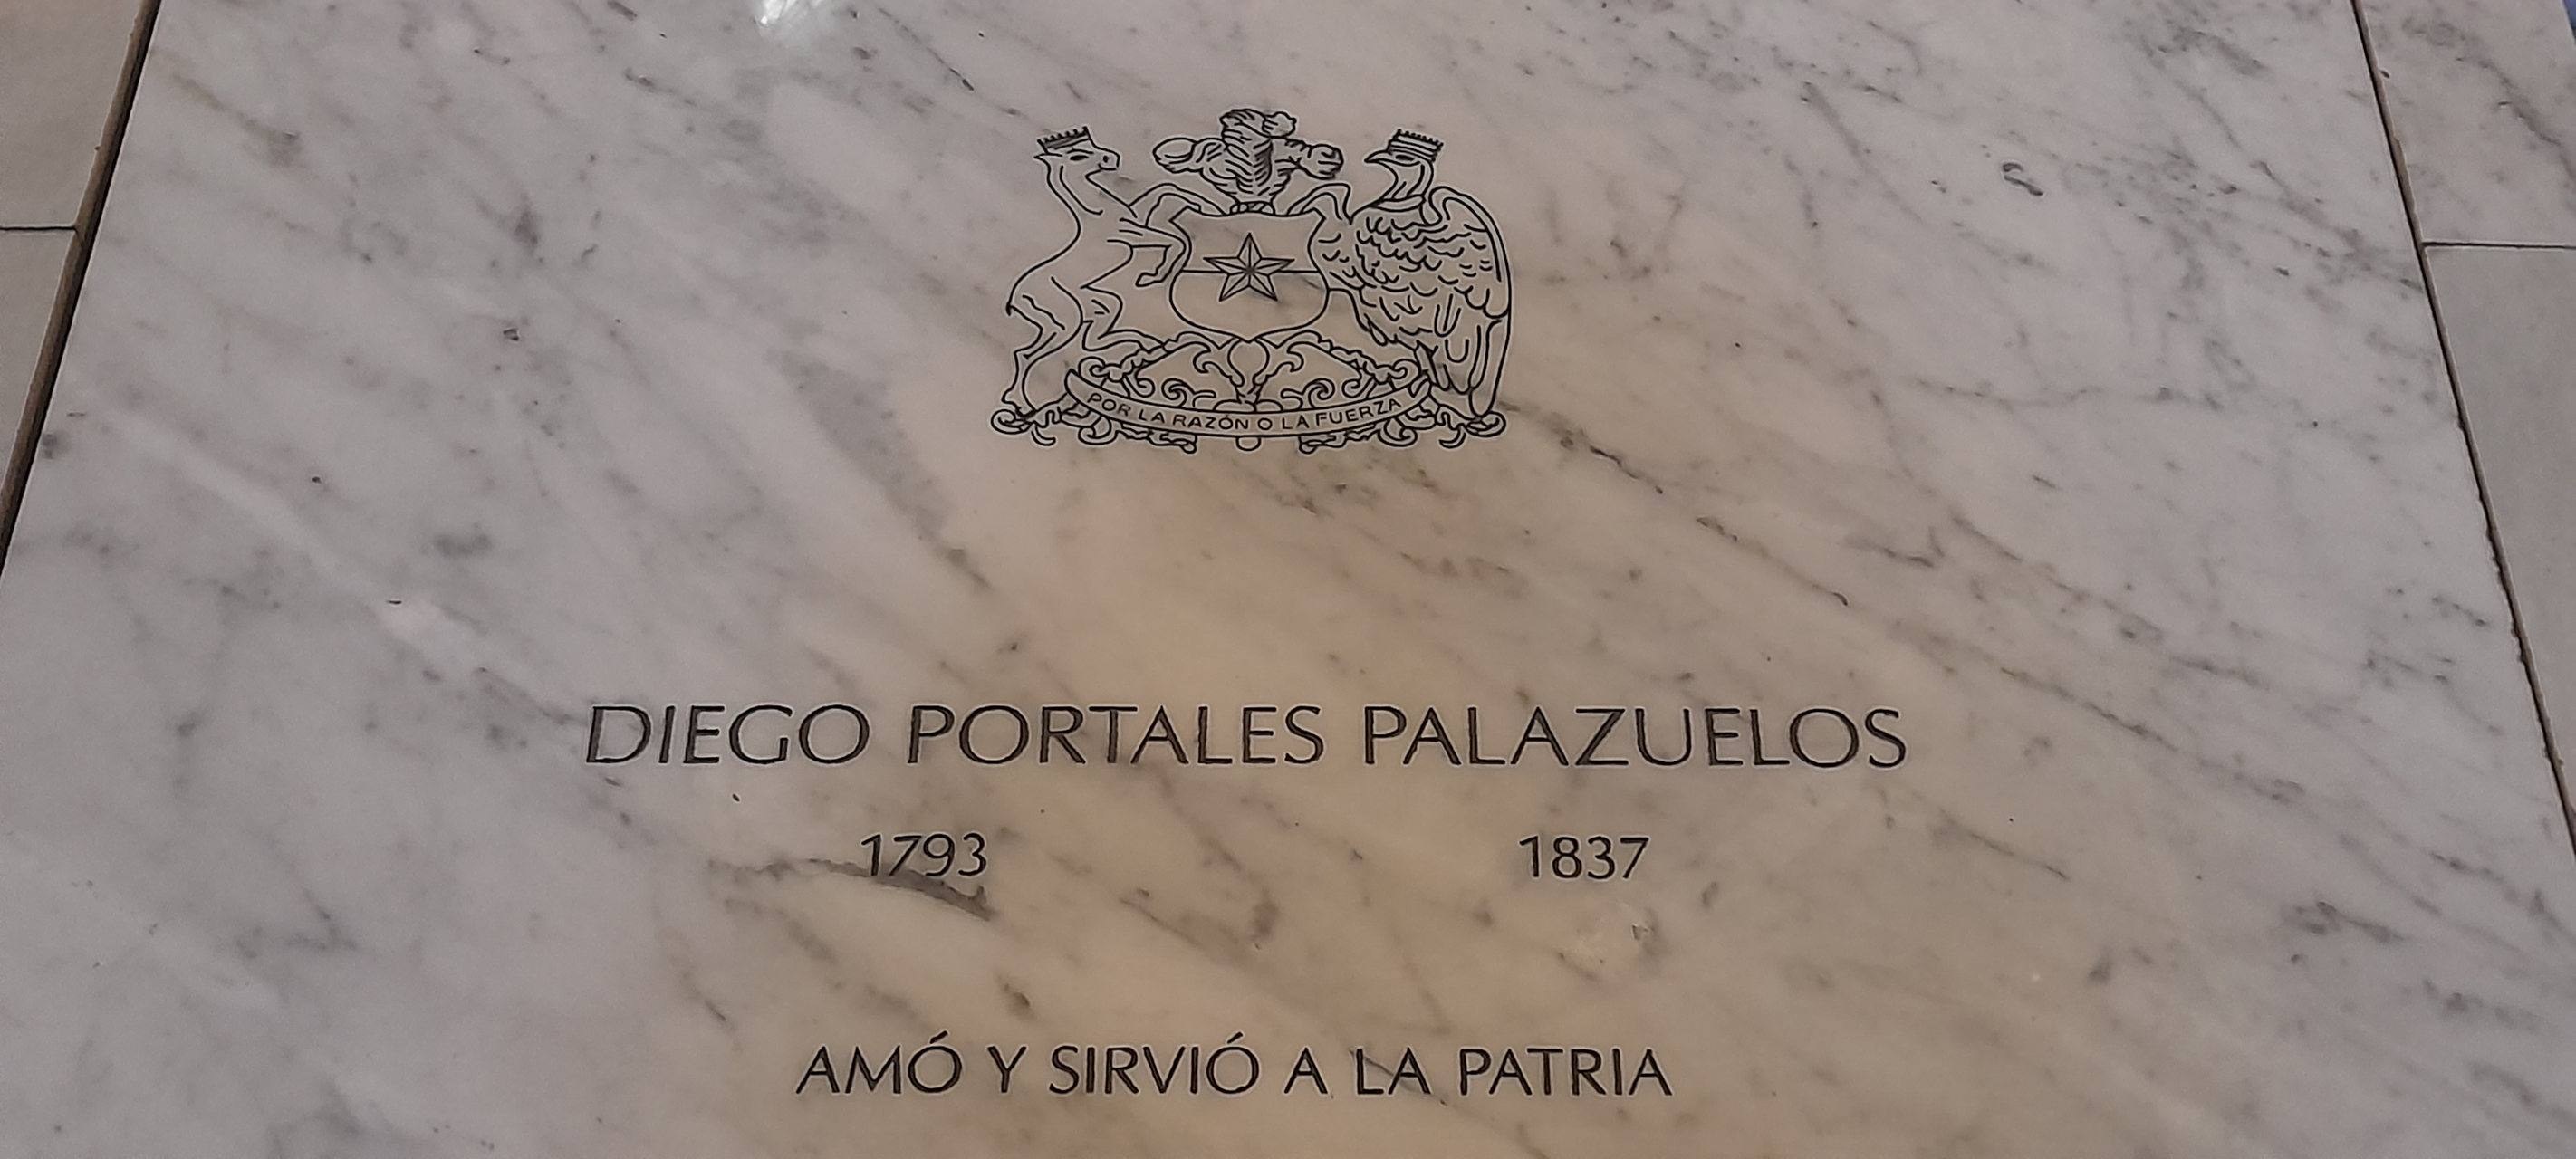 POR LA RAZÓN O LA FUERZA
DIEGO PORTALES PALAZUELOS
1793 1837
AMÓ Y SIRVIÓ A LA PATRIA